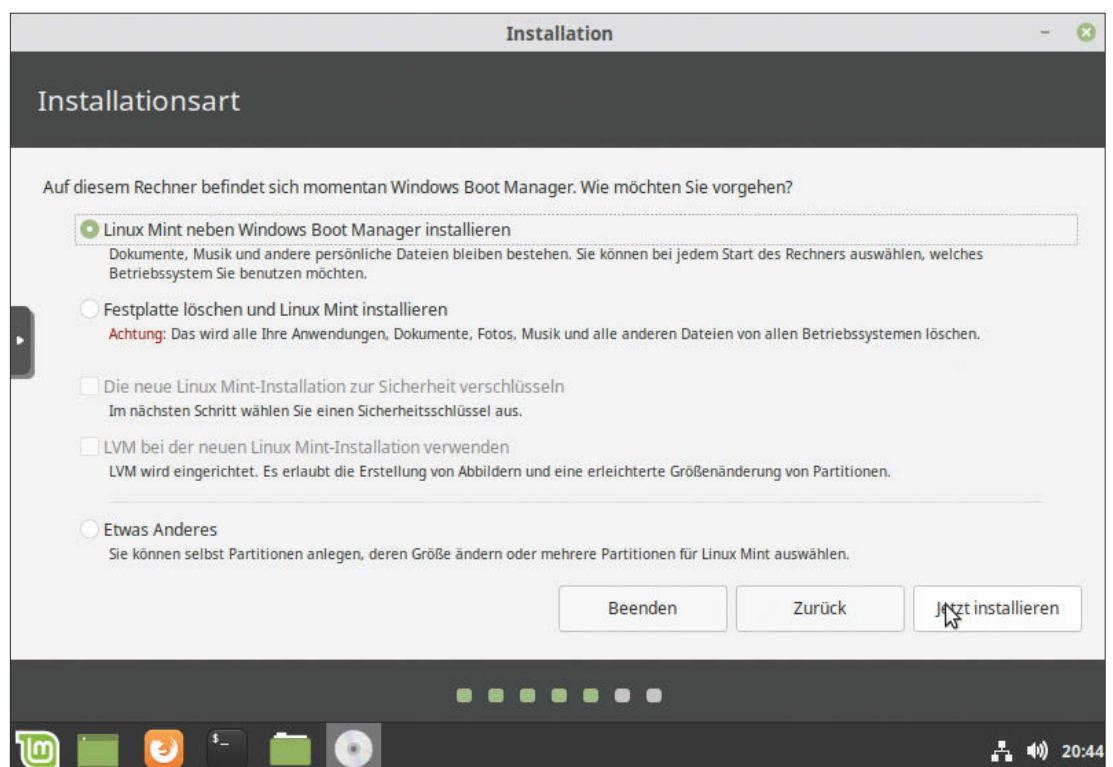 Installation
Installationsart
Auf diesem Rechner befindet sich momentan Windows Boot Manager. Wie möchten Sie vorgehen?
Linux Mint neben Windows Boot Manager installieren
Dokumente, Musik und andere persönliche Dateien bleiben bestehen. Sie können bei jedem Start des Rechners auswählen, welches
Betriebssystem Sie benutzen möchten.
Festplatte löschen und Linux Mint installieren
Achtung: Das wird alle Ihre Anwendungen, Dokumente, Fotos, Musik und alle anderen Dateien von allen Betriebssystemen löschen.
Die neue Linux Mint-Installation zur Sicherheit verschlüsseln
Im nächsten Schritt wählen Sie einen Sicherheitsschlüssel aus.
LVM bei der neuen Linux Mint-Installation verwenden
LVM wird eingerichtet. Es erlaubt die Erstellung von Abbildern und eine erleichterte Größenänderung von Partitionen.
Etwas Anderes
Sie können selbst Partitionen anlegen, deren Größe ändern oder mehrere Partitionen für Linux Mint auswählen.
Beenden Zurück Jetzt installieren
$_ 20:44